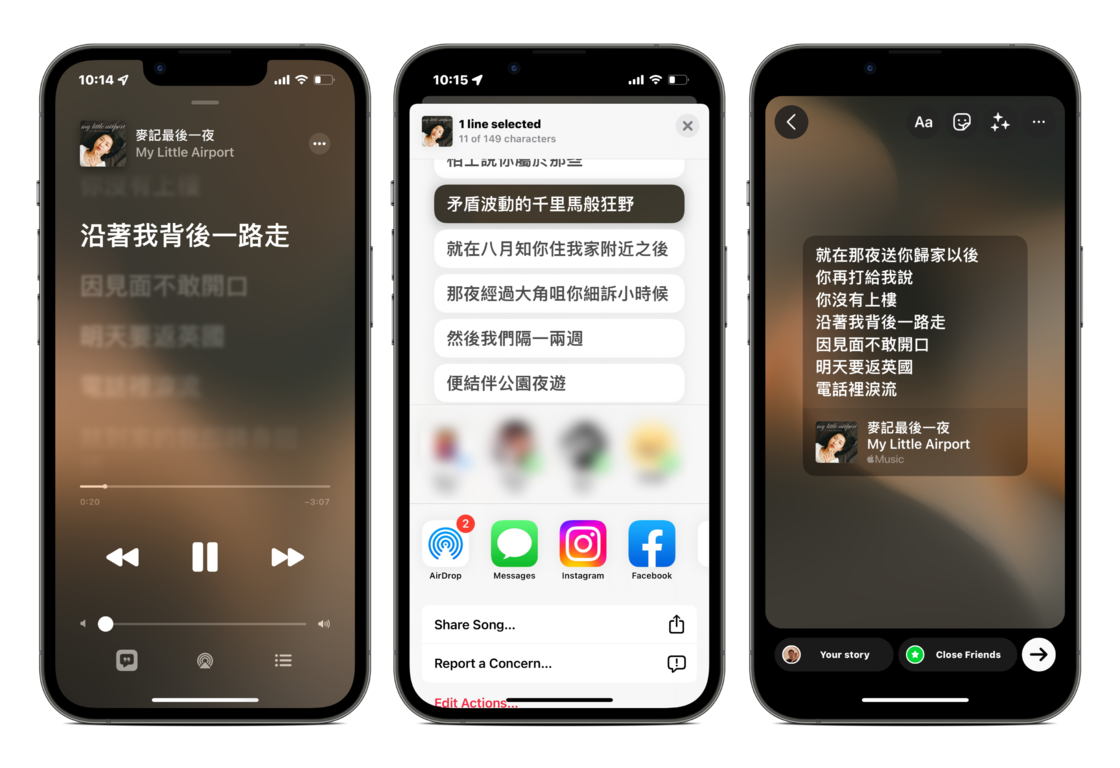 10:14
my little airport
麥記最後一夜
My Little Airport
你沒有上樓
沿著我背後一路走
因見面不敢開口
明天要返英國
電話裡淚流
0:20
-3:07
10:15
1 line selected
11 of 149 characters
相上說你屬於那些
矛盾波動的千里馬般狂野
就在八月知你住我家附近之後
那夜經過大角咀你細訴小時候
然後我們隔一兩週
便結伴公園夜遊
2
AirDrop
Messages
Instagram
Facebook
Share Song...
Report a Concern...
Edit Actions...
Aa
就在那夜送你歸家以後
你再打給我說
你沒有上樓
沿著我背後一路走
因見面不敢開口
明天要返英國
電話裡淚流
my little airport
麥記最後一夜
My Little Airport
Music
Your story
Close Friends